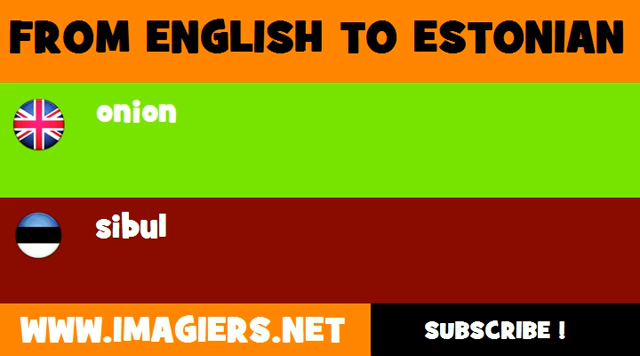 FROM ENGLISH TO ESTONIAN
onion
sibul
WWW.IMAGIERS.NET
SUBSCRIBE !